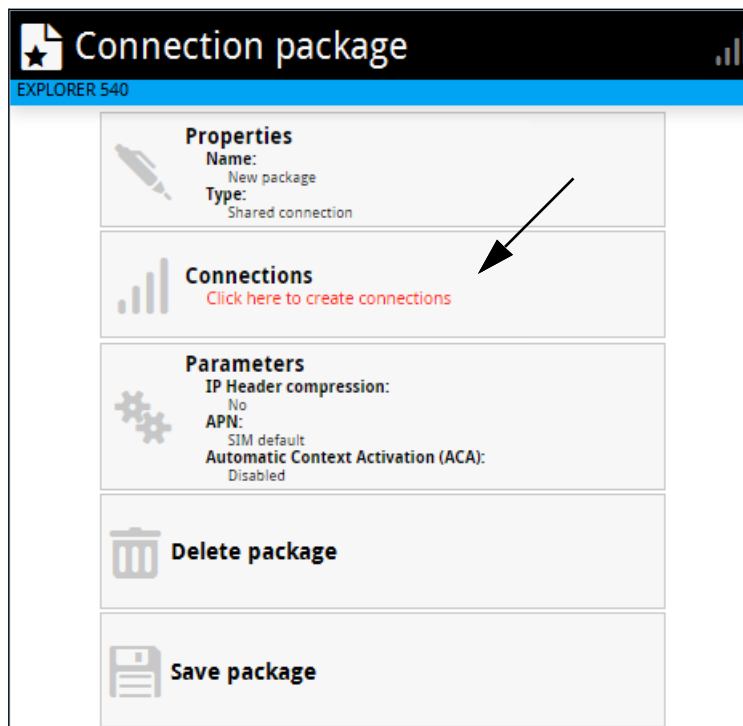 Connection package
EXPLORER 540
Properties
Name:
New package
Type:
Shared connection
Connections
Click here to create connections
Parameters
IP Header compression:
No
APN:
SIM default
Automatic Context Activation (ACA):
Disabled
Delete package
Save package